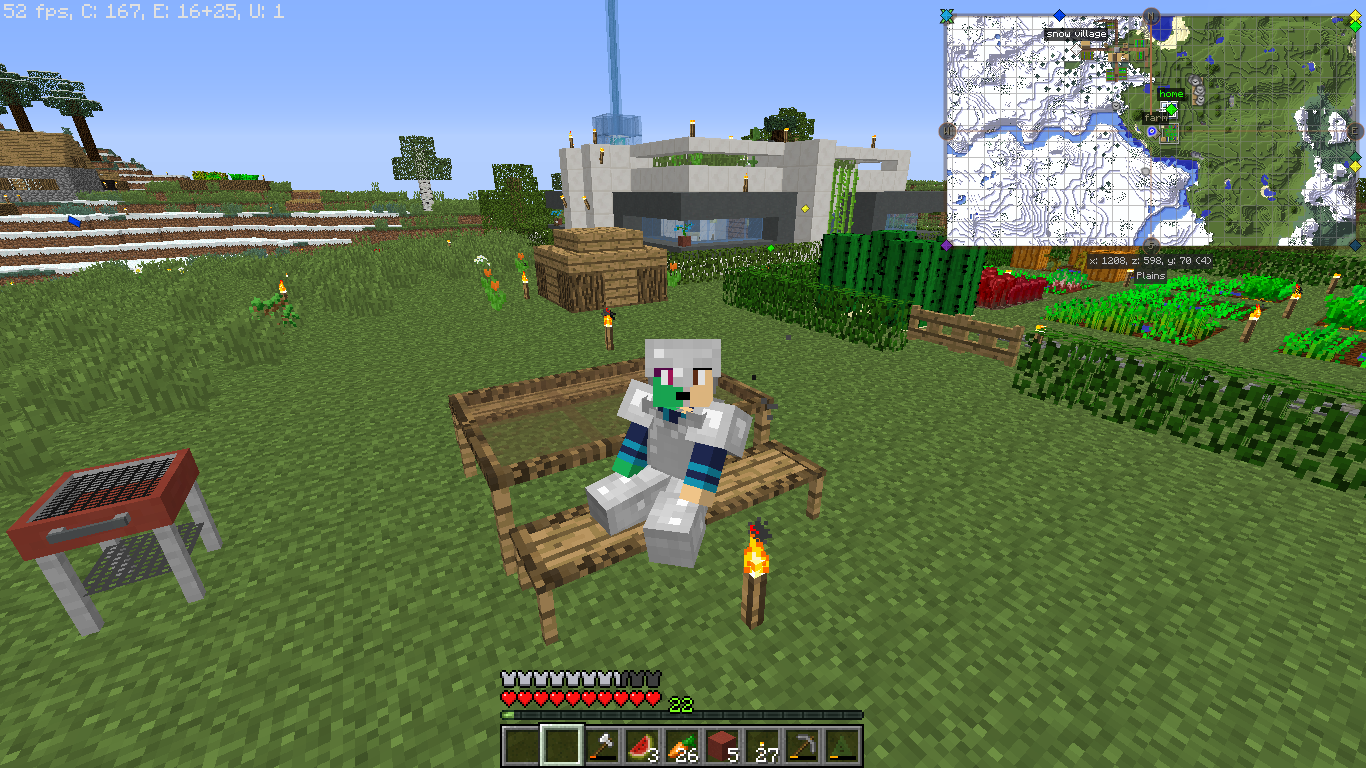 52 fps, C: 167, E: 16+25, U: 1
N
snow village
home
farm
W
E
x: 1208, z: 598, y: 70 (4)
Plains
22
3
26
5
27